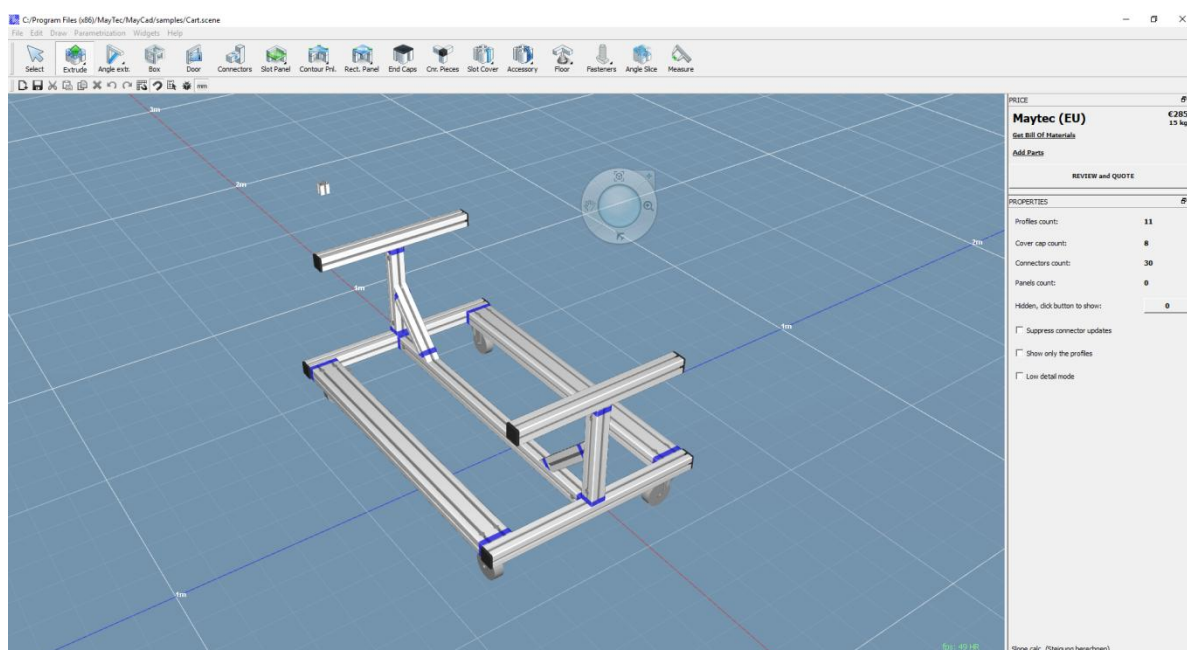 C:/Program Files (x86)/MayTec/MayCad/samples/Cart.scene
File Edit Draw Parametrization Widgets Help
Select Extrude Angle extr. Box Door Connectors Slot Panel Contour Pnl. Rect. Panel End Caps Cnr. Pieces Slot Cover Accessory Floor Fasteners Angle Slice Measure
mm
PRICE
Maytec (EU) €285
15 kg
Get Bill Of Materials
Add Parts
REVIEW and QUOTE
PROPERTIES
Profiles count: 11
Cover cap count: 8
Connectors count: 30
Panels count: 0
Hidden, click button to show: 0
Suppress connector updates
Show only the profiles
Low detail mode
3m
2m
2m
1m
1m
1m
Slope calc. (Steigung berechnen)